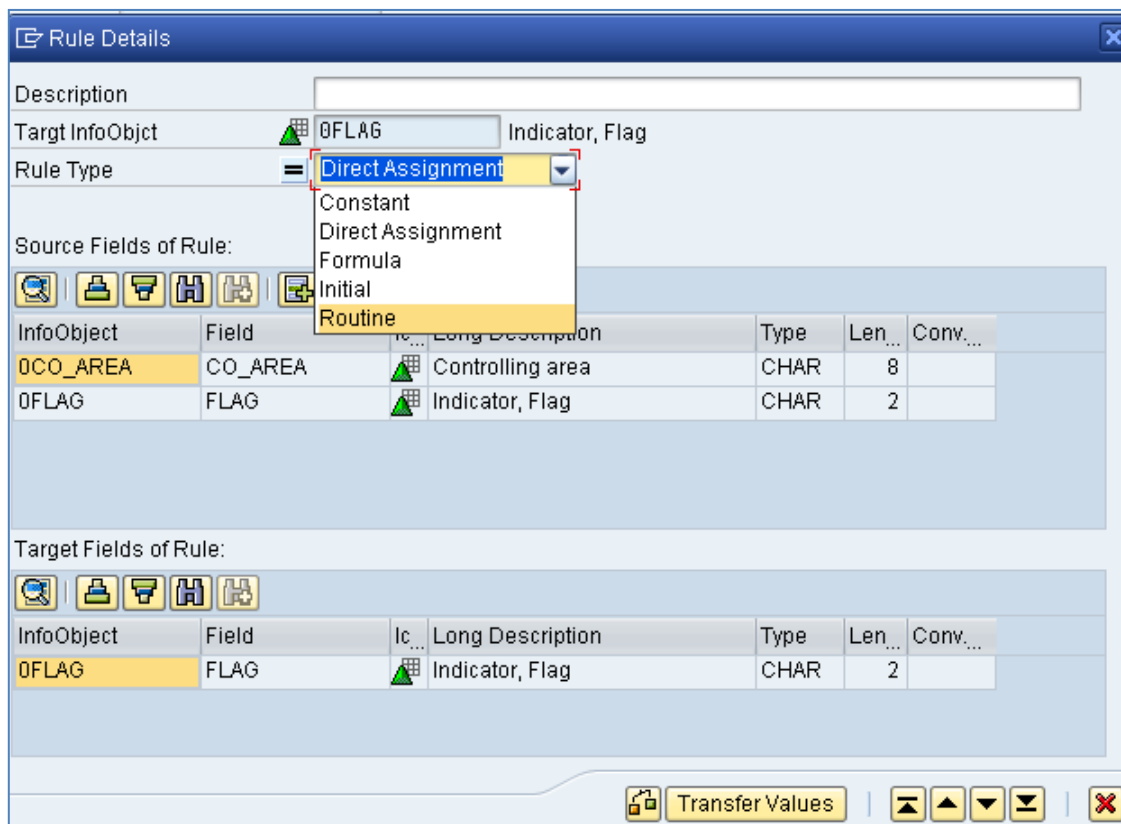 Rule Details
Description
Targt InfoObjct 0FLAG Indicator, Flag
Rule Type Direct Assignment
Constant
Direct Assignment
Formula
Initial
Routine
Source Fields of Rule:
InfoObject Field Ic... Long Description Type Len... Conv....
0CO_AREA CO_AREA Controlling area CHAR 8
0FLAG FLAG Indicator, Flag CHAR 2
Target Fields of Rule:
InfoObject Field Ic... Long Description Type Len... Conv....
0FLAG FLAG Indicator, Flag CHAR 2
Transfer Values